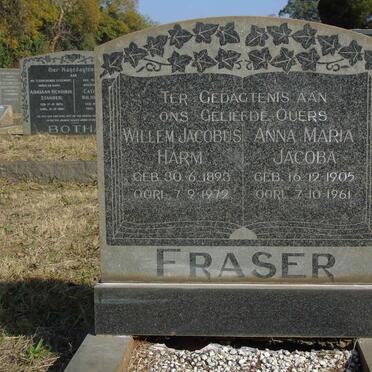 TER GEDAGTENIS AAN
ONS GELIEFDE OUERS
WILLEM JACOBUS
HARM
GEB. 30.6.1893
OORL. 7.9.1972
ANNA MARIA
JACOBA
GEB. 16.12.1905
OORL. 7.10.1961
FRASER
BOTHA